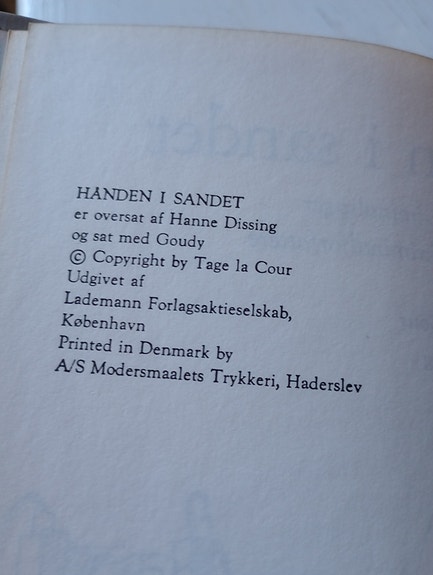 HÅNDEN I SANDET
er oversat af Hanne Dissing
og sat med Goudy
© Copyright by Tage la Cour
Udgivet af
Lademann Forlagsaktieselskab,
København
Printed in Denmark by
A/S Modersmaalets Trykkeri, Haderslev